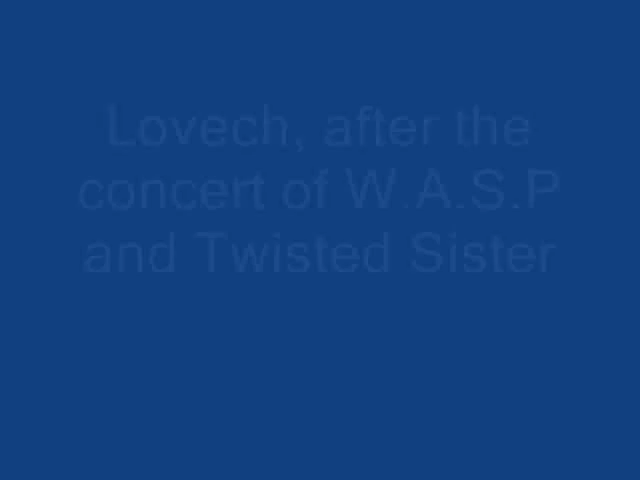 Lovech, after the
concert of W.A.S.P
and Twisted Sister